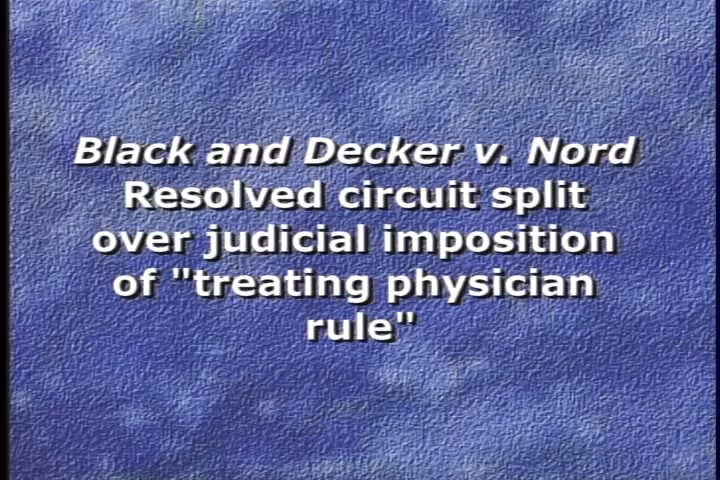 Black and Decker v. Nord
Resolved circuit split
over judicial imposition
of "treating physician
rule"